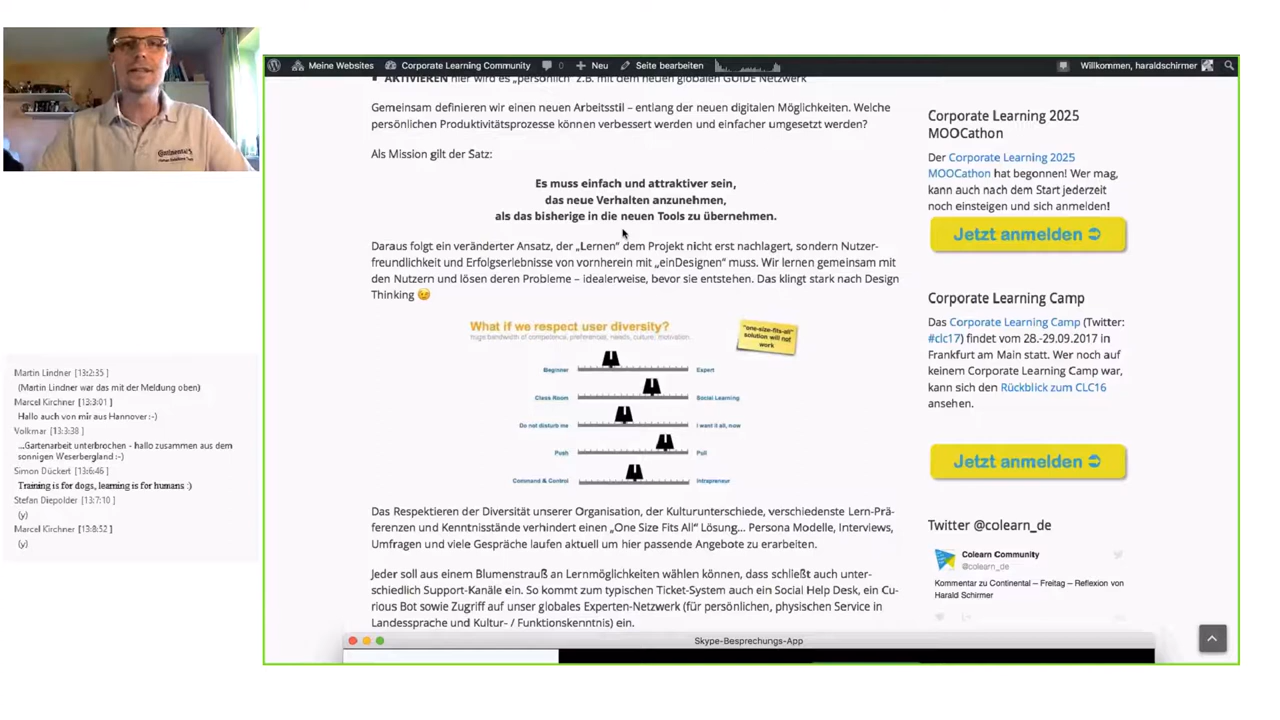 Continental
Meine Websites
Corporate Learning Community
0
+ Neu
Seite bearbeiten
Willkommen, haraldschirmer
AKTIVIEREN hier wird es „persönlich“ z.B. mit dem neuen globalen GUIDE Netzwerk
Gemeinsam definieren wir einen neuen Arbeitsstil – entlang der neuen digitalen Möglichkeiten. Welche
persönlichen Produktivitätsprozesse können verbessert werden und einfacher umgesetzt werden?
Als Mission gilt der Satz:
Es muss einfach und attraktiver sein,
das neue Verhalten anzunehmen,
als das bisherige in die neuen Tools zu übernehmen.
Daraus folgt ein veränderter Ansatz, der „Lernen“ dem Projekt nicht erst nachlagert, sondern Nutzer-
freundlichkeit und Erfolgserlebnisse von vornherein mit „einDesignen“ muss. Wir lernen gemeinsam mit
den Nutzern und lösen deren Probleme – idealerweise, bevor sie entstehen. Das klingt stark nach Design
Thinking 😉
What if we respect user diversity?
huge bandwidth of competence, preferences, needs, culture, motivation.
"one-size-fits-all"
solution will not
work
Beginner Expert
Class Room Social Learning
Do not disturb me I want it all, now
Push Pull
Command & Control Intrapreneur
Das Respektieren der Diversität unserer Organisation, der Kulturunterschiede, verschiedenste Lern-Prä-
ferenzen und Kenntnisstände verhindert einen „One Size Fits All“ Lösung... Persona Modelle, Interviews,
Umfragen und viele Gespräche laufen aktuell um hier passende Angebote zu erarbeiten.
Jeder soll aus einem Blumenstrauß an Lernmöglichkeiten wählen können, dass schließt auch unter-
schiedlich Support-Kanäle ein. So kommt zum typischen Ticket-System auch ein Social Help Desk, ein Cu-
rious Bot sowie Zugriff auf unser globales Experten-Netzwerk (für persönlichen, physischen Service in
Landessprache und Kultur- / Funktionskenntnis) ein.
Skype-Besprechungs-App
Corporate Learning 2025
MOOCathon
Der Corporate Learning 2025
MOOCathon hat begonnen! Wer mag,
kann auch nach dem Start jederzeit
noch einsteigen und sich anmelden!
Jetzt anmelden
Corporate Learning Camp
Das Corporate Learning Camp (Twitter:
#clc17) findet vom 28.-29.09.2017 in
Frankfurt am Main statt. Wer noch auf
keinem Corporate Learning Camp war,
kann sich den Rückblick zum CLC16
ansehen.
Jetzt anmelden
Twitter @colearn_de
Colearn Community
@colearn_de
Kommentar zu Continental – Freitag – Reflexion von
Harald Schirmer
Martin Lindner [13:2:35]
(Martin Lindner war das mit der Meldung oben)
Marcel Kirchner [13:3:01]
Hallo auch von mir aus Hannover :-)
Volkmar [13:3:38]
...Gartenarbeit unterbrochen - hallo zusammen aus dem
sonnigen Weserbergland :-)
Simon Dückert [13:6:46]
Training is for dogs, learning is for humans :)
Stefan Diepolder [13:7:10]
(y)
Marcel Kirchner [13:8:52]
(y)